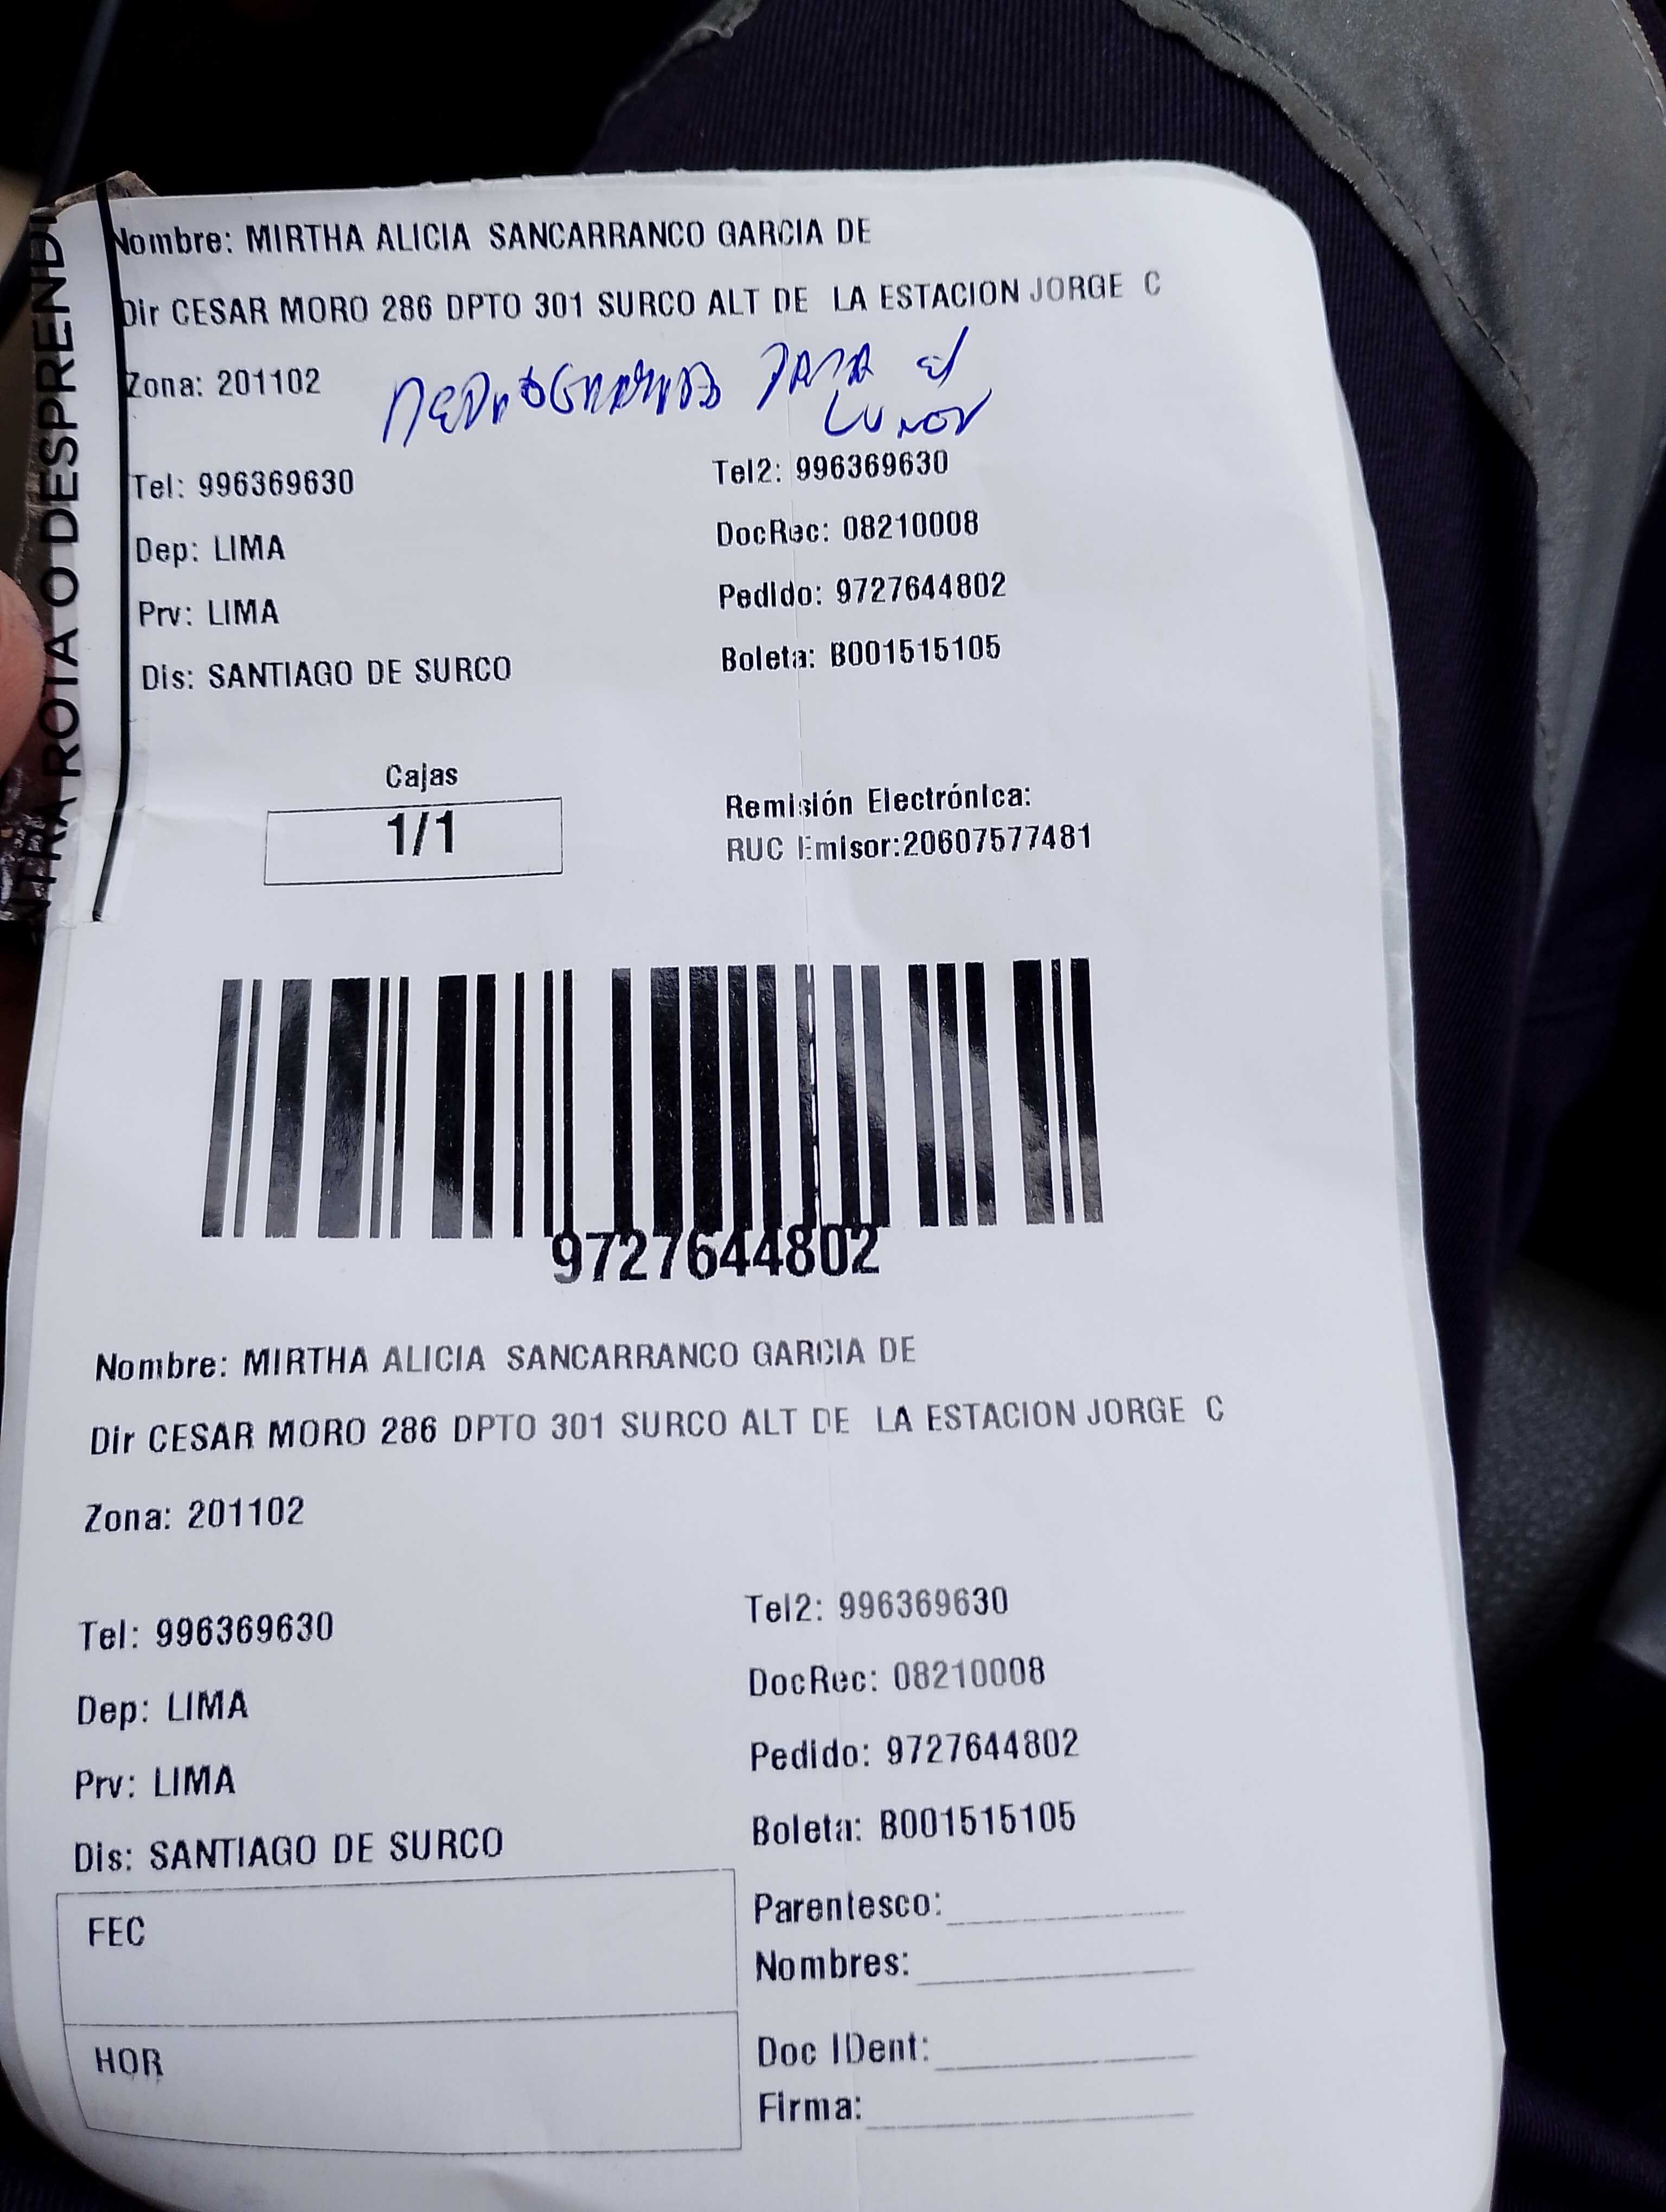 NTRA ROTA O DESPRENDI
Nombre: MIRTHA ALICIA SANCARRANCO GARCIA DE
Dir CESAR MORO 286 DPTO 301 SURCO ALT DE LA ESTACION JORGE C
Zona: 201102
PARA el
LUNES
Tel: 996369630
Tel2: 996369630
Dep: LIMA
DocRec: 08210008
Prv: LIMA
Pedido: 9727644802
Dis: SANTIAGO DE SURCO
Boleta: B001515105
Cajas
1/1
Remisión Electrónica:
RUC Emisor:20607577481
9727644802
Nombre: MIRTHA ALICIA SANCARRANCO GARCIA DE
Dir CESAR MORO 286 DPTO 301 SURCO ALT DE LA ESTACION JORGE C
Zona: 201102
Tel: 996369630
Tel2: 996369630
Dep: LIMA
DocRec: 08210008
Prv: LIMA
Pedido: 9727644802
Dis: SANTIAGO DE SURCO
Boleta: B001515105
FEC
Parentesco:
Nombres:
HOR
Doc IDent:
Firma: